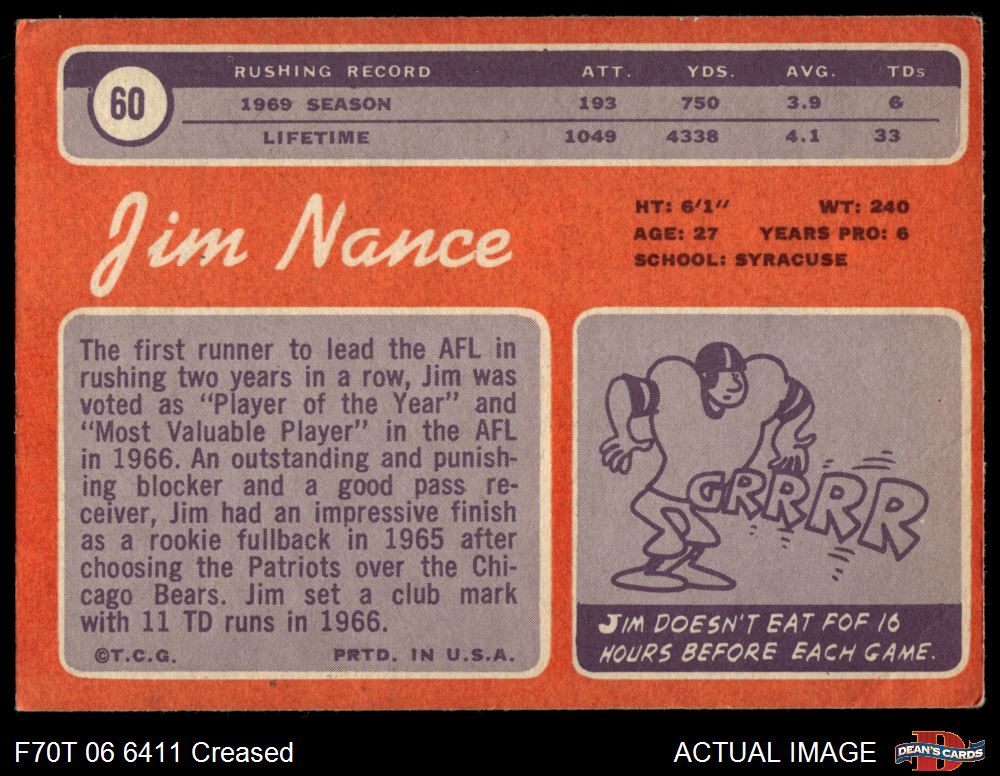 60
RUSHING RECORD ATT. YDS. AVG. TDs
1969 SEASON 193 750 3.9 6
LIFETIME 1049 4338 4.1 33
Jim Nance
HT: 6'1" WT: 240
AGE: 27 YEARS PRO: 6
SCHOOL: SYRACUSE
The first runner to lead the AFL in
rushing two years in a row, Jim was
voted as "Player of the Year" and
"Most Valuable Player" in the AFL
in 1966. An outstanding and punish-
ing blocker and a good pass re-
ceiver, Jim had an impressive finish
as a rookie fullback in 1965 after
choosing the Patriots over the Chi-
cago Bears. Jim set a club mark
with 11 TD runs in 1966.
©T.C.G. PRTD. IN U.S.A.
GRRRR
JIM DOESN'T EAT FOF 16
HOURS BEFORE EACH GAME.
F70T 06 6411 Creased
ACTUAL IMAGE
D
DEAN'S CARDS